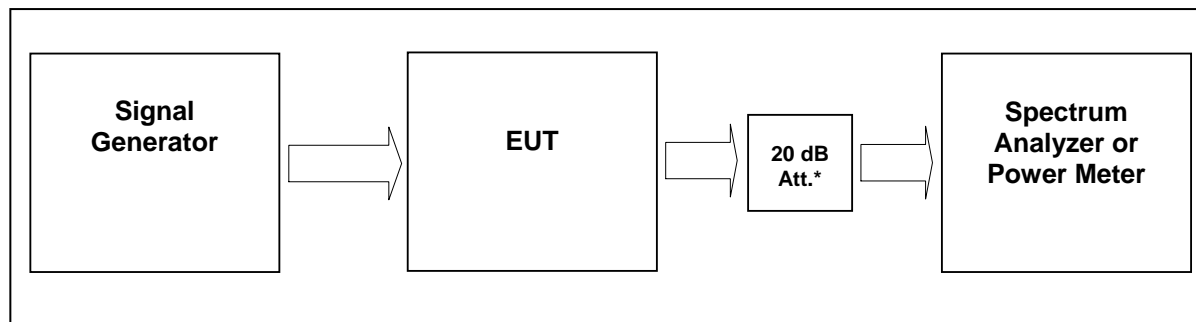 Signal
Generator
EUT
20 dB
Att.*
Spectrum
Analyzer or
Power Meter